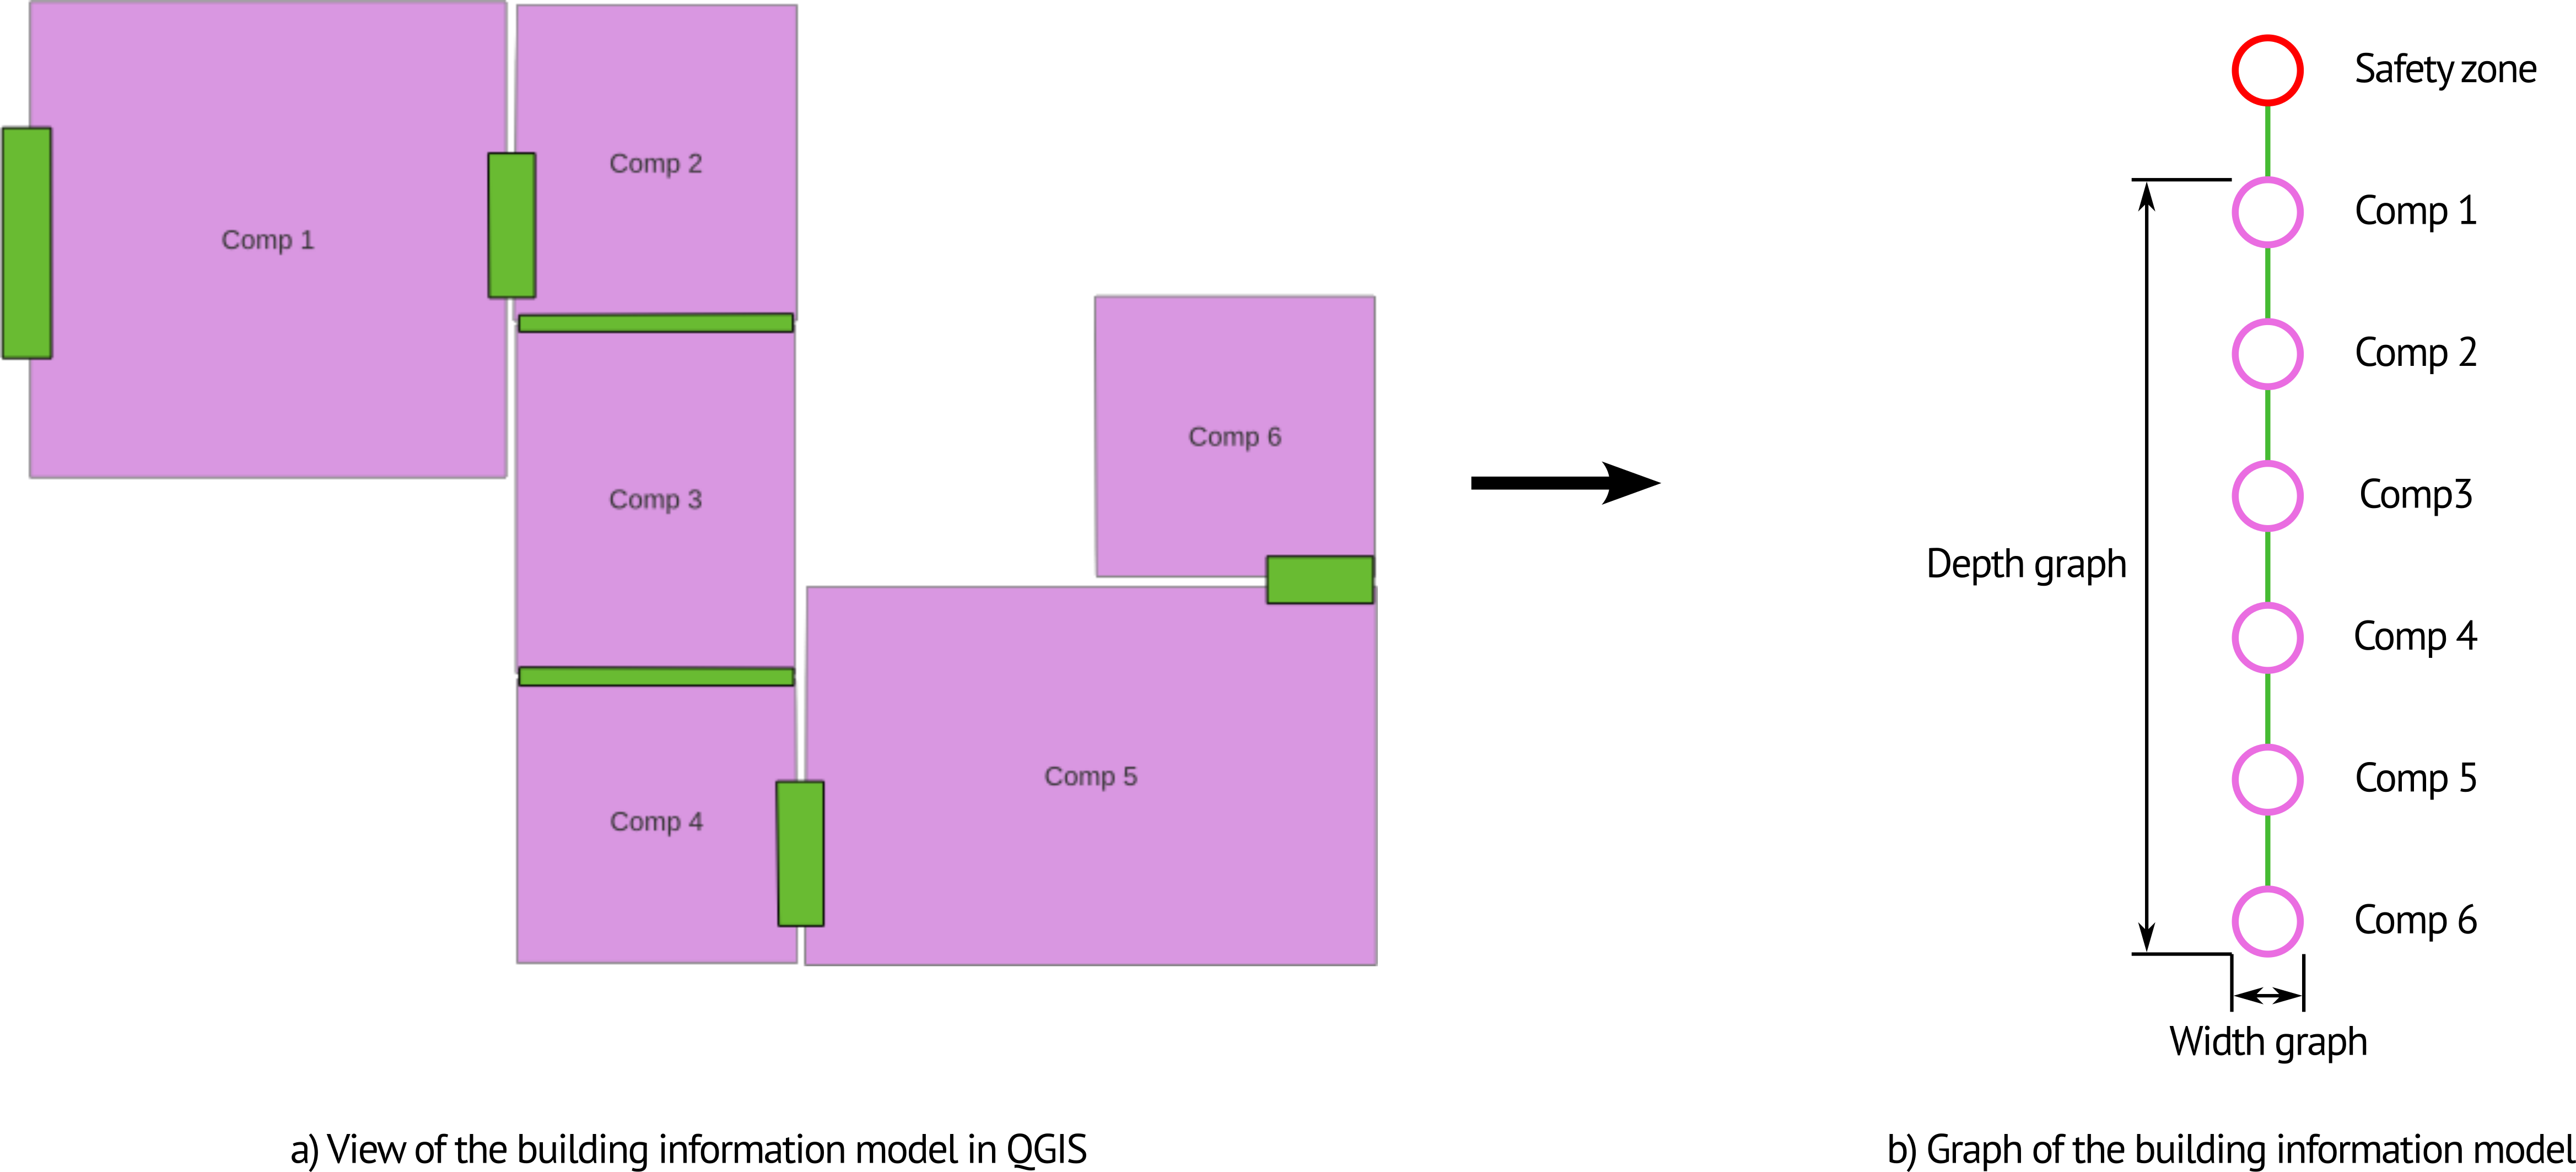 Comp 1
Comp 2
Comp 3
Comp 4
Comp 5
Comp 6
a) View of the building information model in QGIS
Safety zone
Comp 1
Comp 2
Comp3
Depth graph
Comp 4
Comp 5
Comp 6
Width graph
b) Graph of the building information model